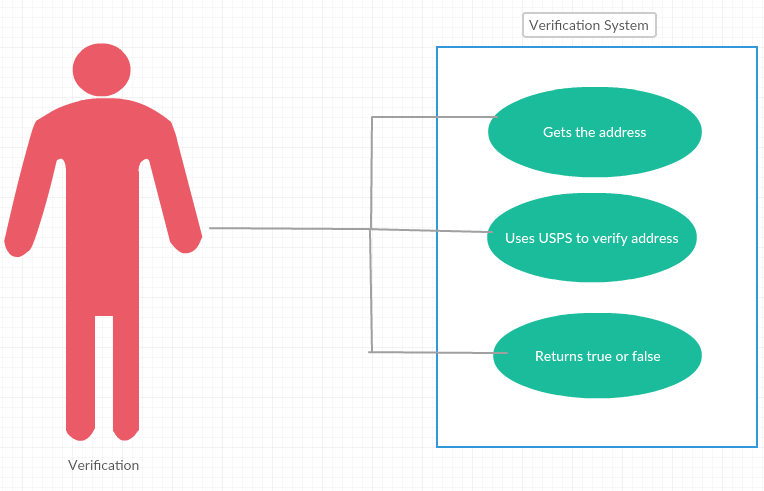 Verification System
Gets the address
Uses USPS to verify address
Returns true or false
Verification